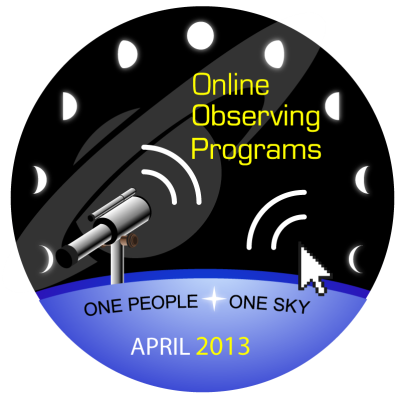 Online
Observing
Programs
ONE PEOPLE ONE SKY
APRIL 2013